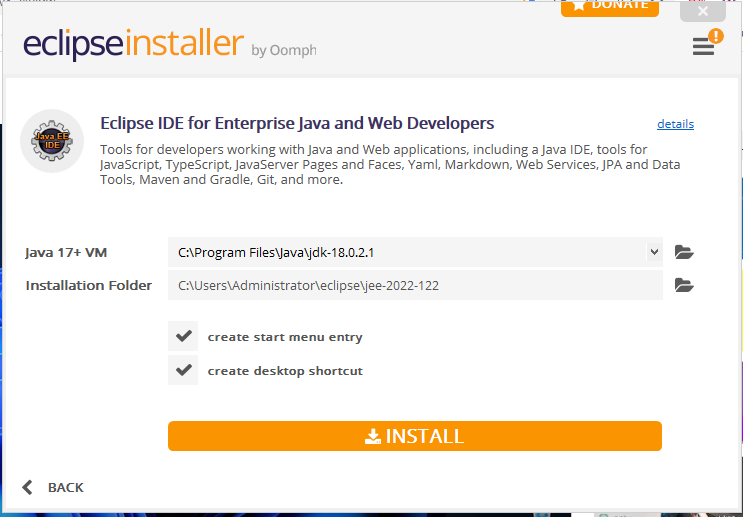 DONATE
eclipseinstaller by Oomph
Java EE
IDE
Eclipse IDE for Enterprise Java and Web Developers
details
Tools for developers working with Java and Web applications, including a Java IDE, tools for
JavaScript, TypeScript, JavaServer Pages and Faces, Yaml, Markdown, Web Services, JPA and Data
Tools, Maven and Gradle, Git, and more.
Java 17+ VM
C:\Program Files\Java\jdk-18.0.2.1
Installation Folder
C:\Users\Administrator\eclipse\jee-2022-122
create start menu entry
create desktop shortcut
INSTALL
BACK